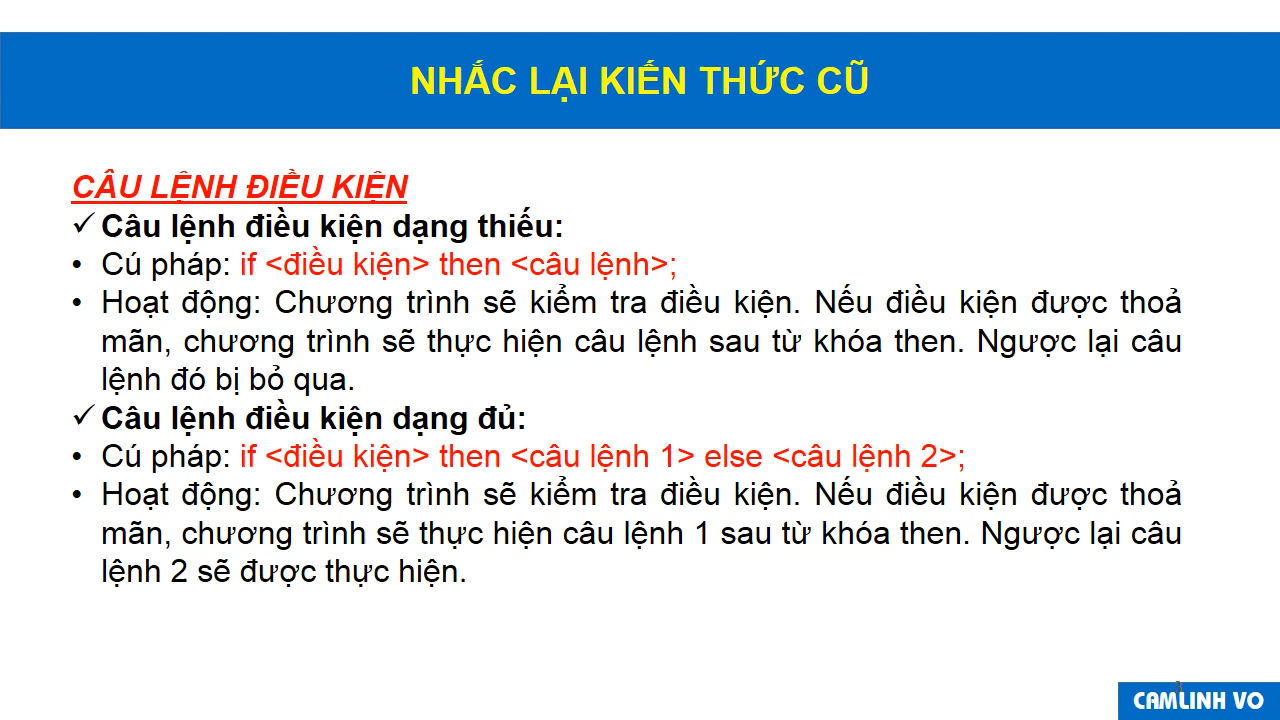 NHẮC LẠI KIẾN THỨC CŨ
CÂU LỆNH ĐIỀU KIỆN
✓ Câu lệnh điều kiện dạng thiếu:
• Cú pháp: if <điều kiện> then <câu lệnh>;
• Hoạt động: Chương trình sẽ kiểm tra điều kiện. Nếu điều kiện được thoả
mãn, chương trình sẽ thực hiện câu lệnh sau từ khóa then. Ngược lại câu
lệnh đó bị bỏ qua.
✓ Câu lệnh điều kiện dạng đủ:
• Cú pháp: if <điều kiện> then <câu lệnh 1> else <câu lệnh 2>;
• Hoạt động: Chương trình sẽ kiểm tra điều kiện. Nếu điều kiện được thoả
mãn, chương trình sẽ thực hiện câu lệnh 1 sau từ khóa then. Ngược lại câu
lệnh 2 sẽ được thực hiện.
CAMLINH VO